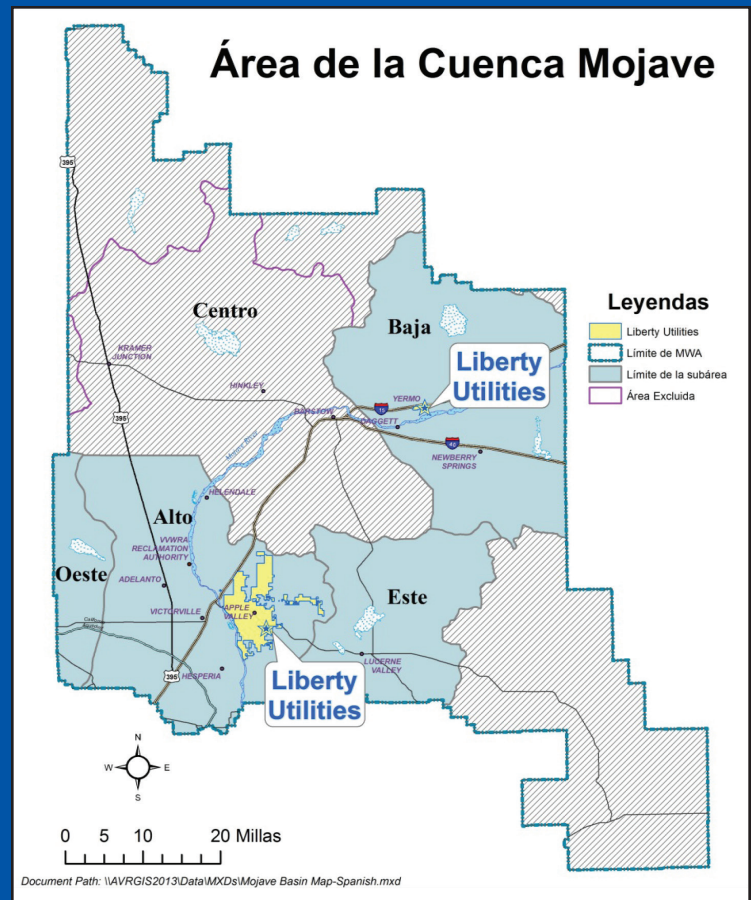 Área de la Cuenca Mojave
395
Centro
Baja
KRAMER
JUNCTION
HINKLEY
395
BARSTOW
15
YERMO
DAGGETT
Liberty
Utilities
40
NEWBERRY
SPRINGS
Mojave River
HELENDALE
Alto
VVWRA
RECLAMATION
AUTHORITY
Oeste
ADELANTO
VICTORVILLE
APPLE
VALLEY
Este
395
HESPERIA
LUCERNE
VALLEY
Liberty
Utilities
Leyendas
Liberty Utilities
Límite de MWA
Límite de la subárea
Área Excluida
N
W
E
S
0 5 10 20 Millas
Document Path: \\AVRGIS2013\Data\MXDs\Mojave Basin Map-Spanish.mxd